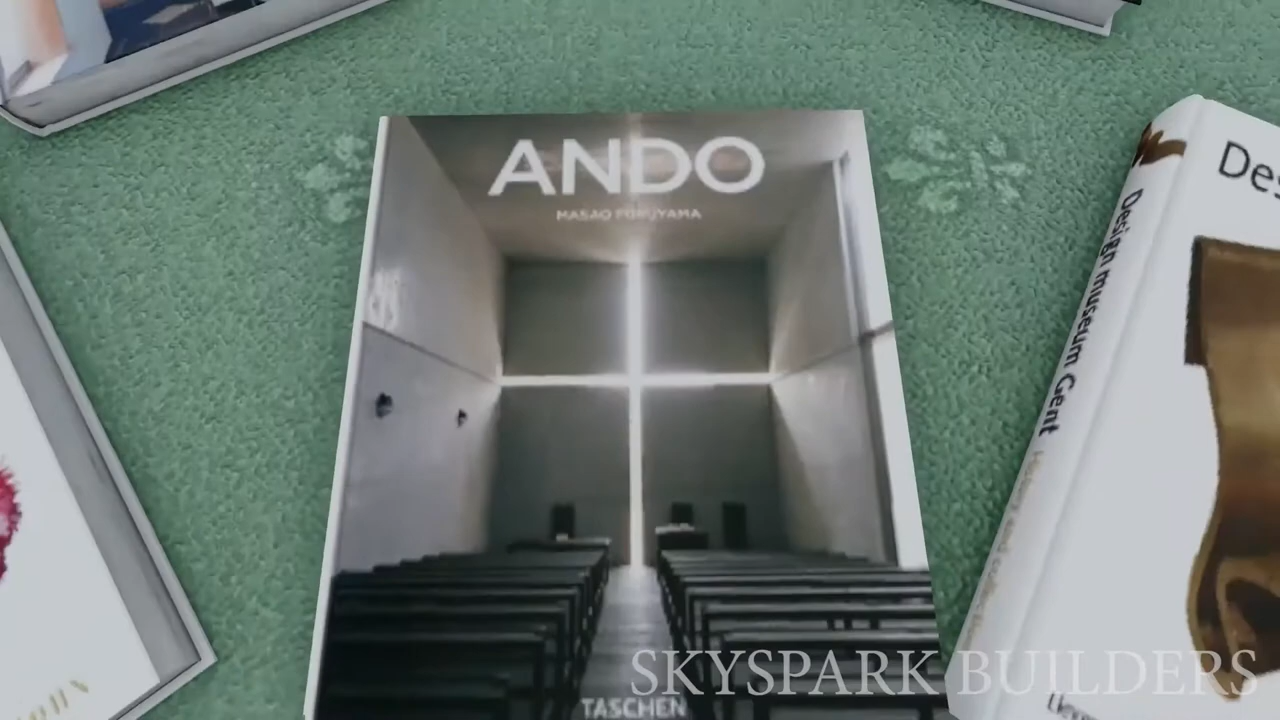 ANDO
MASAO FURUYAMA
Des
Design museum Gent
SKYSPARK BUILDERS
TASCHEN